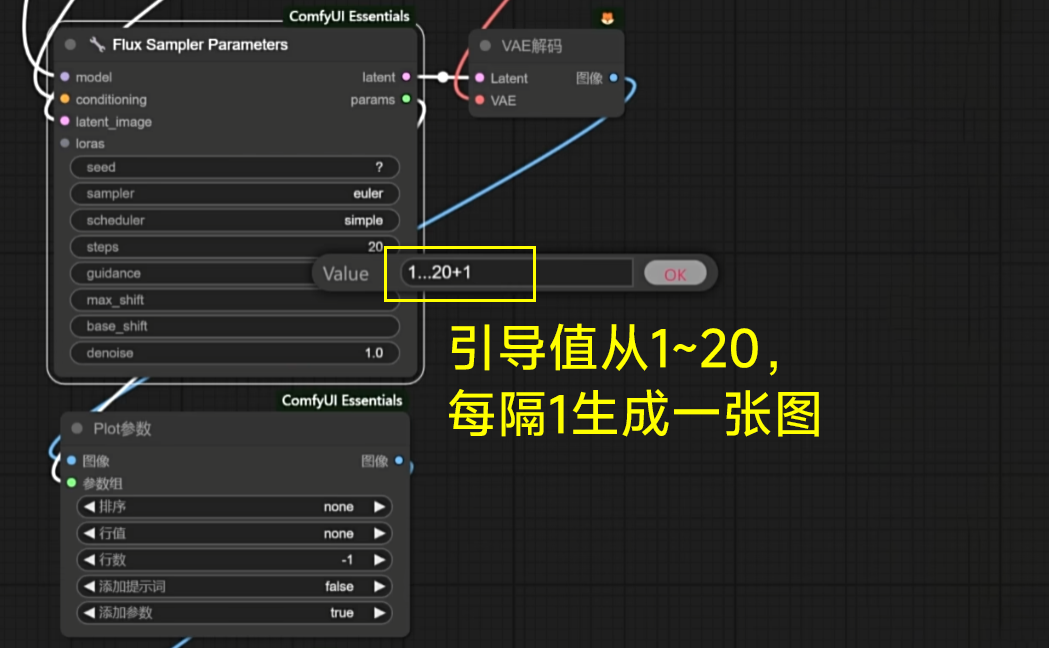 ComfyUI Essentials
Flux Sampler Parameters
model
latent
conditioning
params
latent_image
loras
seed ?
sampler euler
scheduler simple
steps 20
guidance
max_shift
base_shift
denoise 1.0
VAE解码
Latent
图像
VAE
Value 1...20+1 OK
引导值从1~20，
每隔1生成一张图
ComfyUI Essentials
Plot参数
图像
图像
参数组
排序 none
行值 none
行数 -1
添加提示词 false
添加参数 true